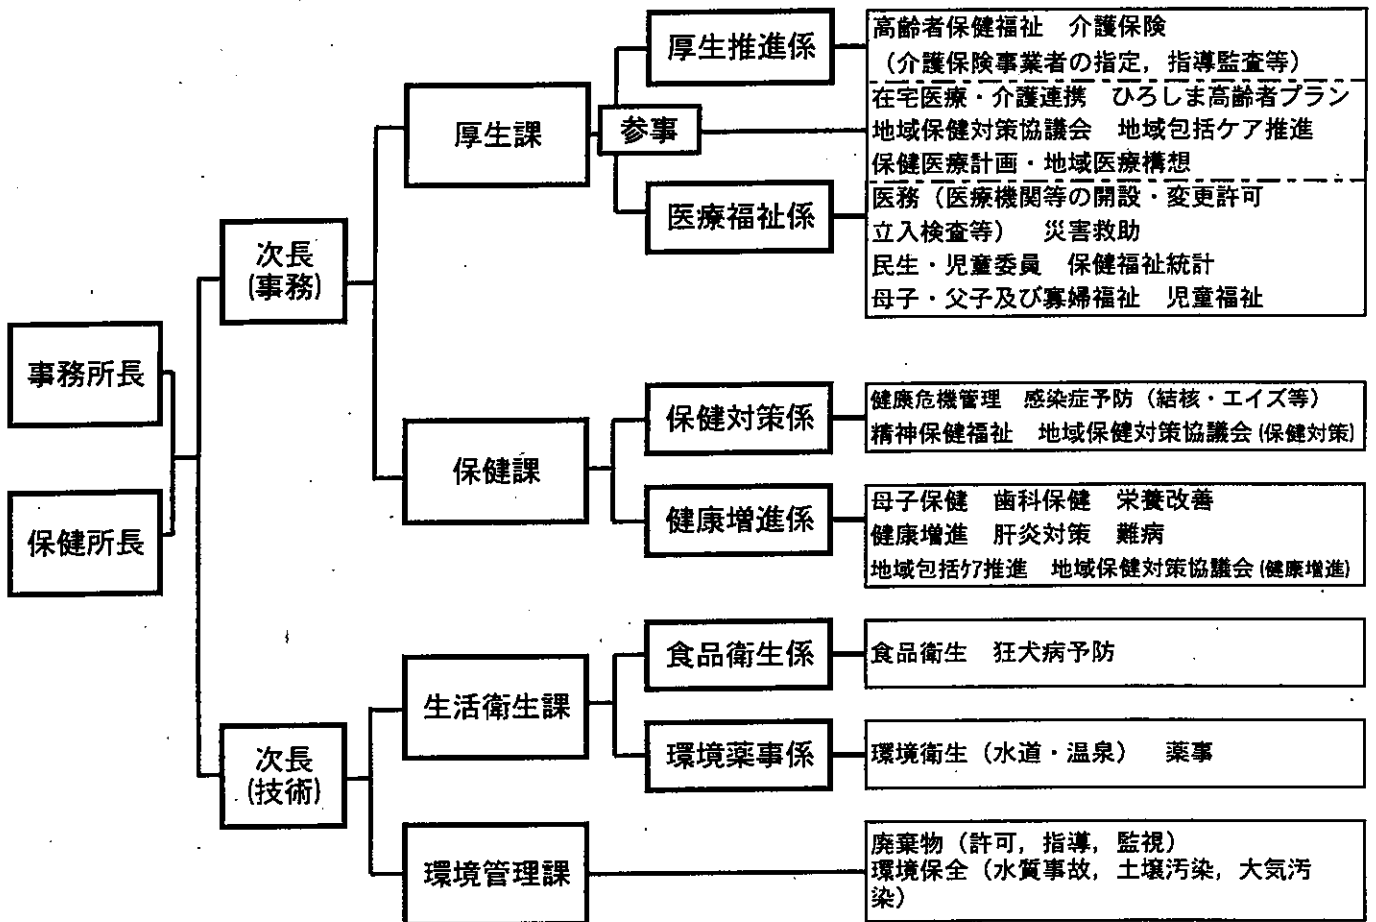 事務所長
保健所長
次長
(事務)
次長
(技術)
厚生課
参事
保健課
生活衛生課
環境管理課
厚生推進係
高齢者保健福祉　介護保険
（介護保険事業者の指定，指導監査等）
在宅医療・介護連携　ひろしま高齢者プラン
地域保健対策協議会　地域包括ケア推進
保健医療計画・地域医療構想
医療福祉係
医務（医療機関等の開設・変更許可
立入検査等）　災害救助
民生・児童委員　保健福祉統計
母子・父子及び寡婦福祉　児童福祉
保健対策係
健康危機管理　感染症予防（結核・エイズ等）
精神保健福祉　地域保健対策協議会(保健対策)
健康増進係
母子保健　歯科保健　栄養改善
健康増進　肝炎対策　難病
地域包括ｹｱ推進　地域保健対策協議会(健康増進)
食品衛生係
食品衛生　狂犬病予防
環境薬事係
環境衛生（水道・温泉）　薬事
廃棄物（許可，指導，監視）
環境保全（水質事故，土壌汚染，大気汚
染）